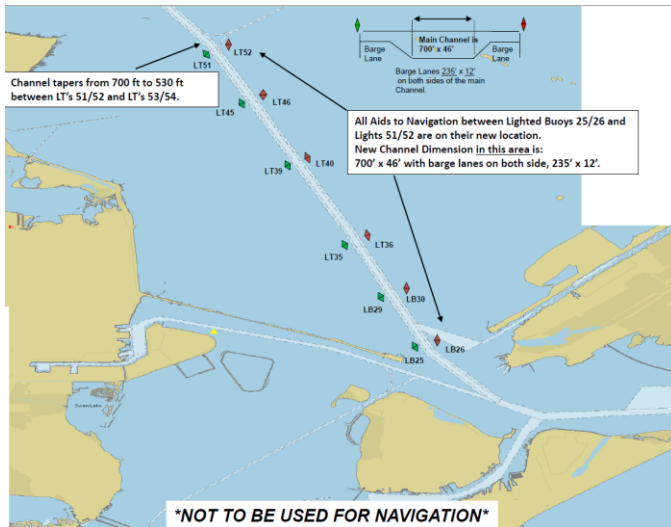 Main Channel is
700' x 46'
Barge
Lane
Barge
Lane
Barge Lanes 235' x 12'
on both sides of the main
Channel.
LT52
LT51
Channel tapers from 700 ft to 530 ft
between LT's 51/52 and LT's 53/54.
LT46
LT45
All Aids to Navigation between Lighted Buoys 25/26 and
Lights 51/52 are on their new location.
New Channel Dimension in this area is:
700' x 46' with barge lanes on both side, 235' x 12'.
LT40
LT39
LT36
LT35
LB30
LB29
LB26
LB25
Swan Lake
*NOT TO BE USED FOR NAVIGATION*